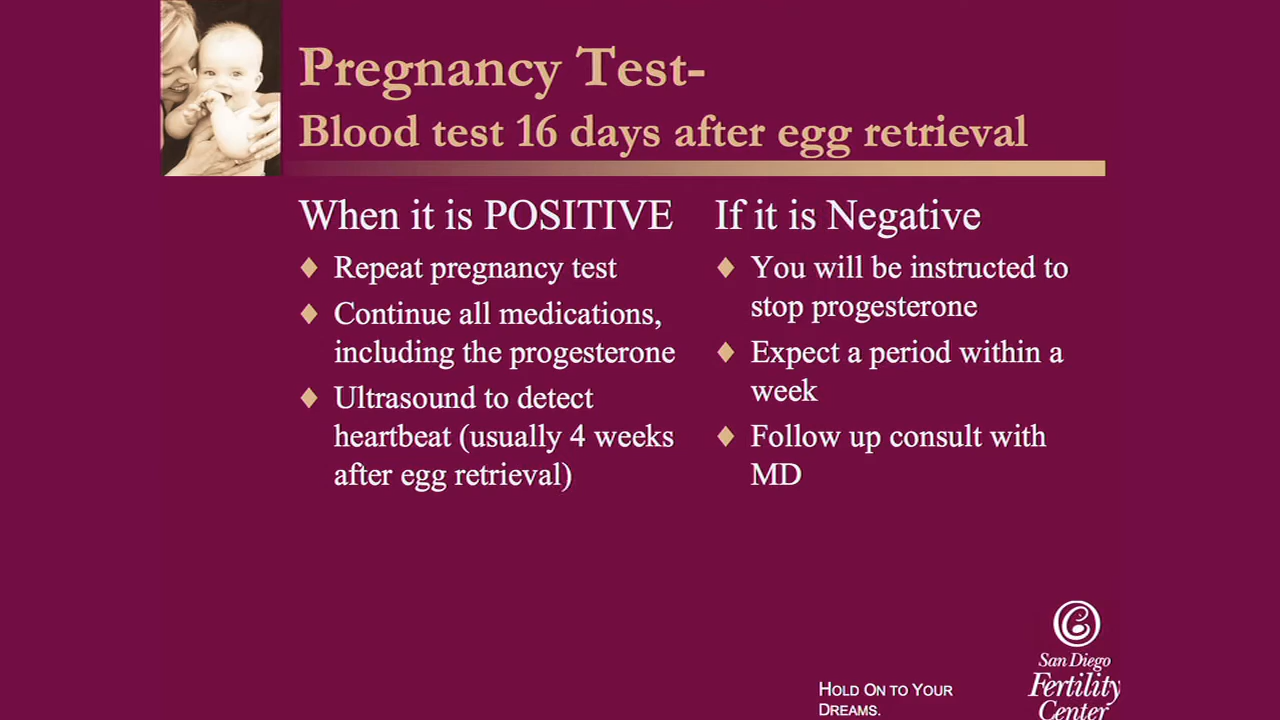 Pregnancy Test-
Blood test 16 days after egg retrieval
When it is POSITIVE
Repeat pregnancy test
Continue all medications,
including the progesterone
Ultrasound to detect
heartbeat (usually 4 weeks
after egg retrieval)
If it is Negative
You will be instructed to
stop progesterone
Expect a period within a
week
Follow up consult with
MD
HOLD ON TO YOUR
DREAMS.
San Diego
Fertility
Center